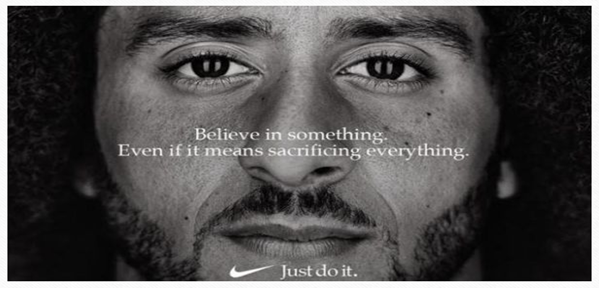 Believe in something.
Even if it means sacrificing everything.
Just do it.